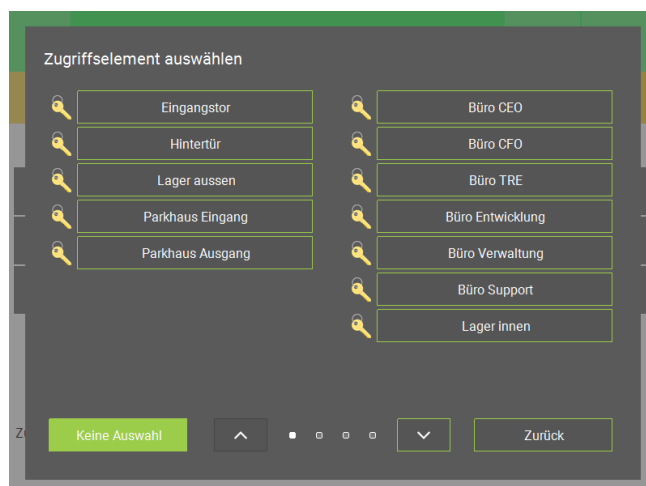 Zugriffselement auswählen
Eingangstor
Hintertür
Lager aussen
Parkhaus Eingang
Parkhaus Ausgang
Büro CEO
Büro CFO
Büro TRE
Büro Entwicklung
Büro Verwaltung
Büro Support
Lager innen
Keine Auswahl
Zurück